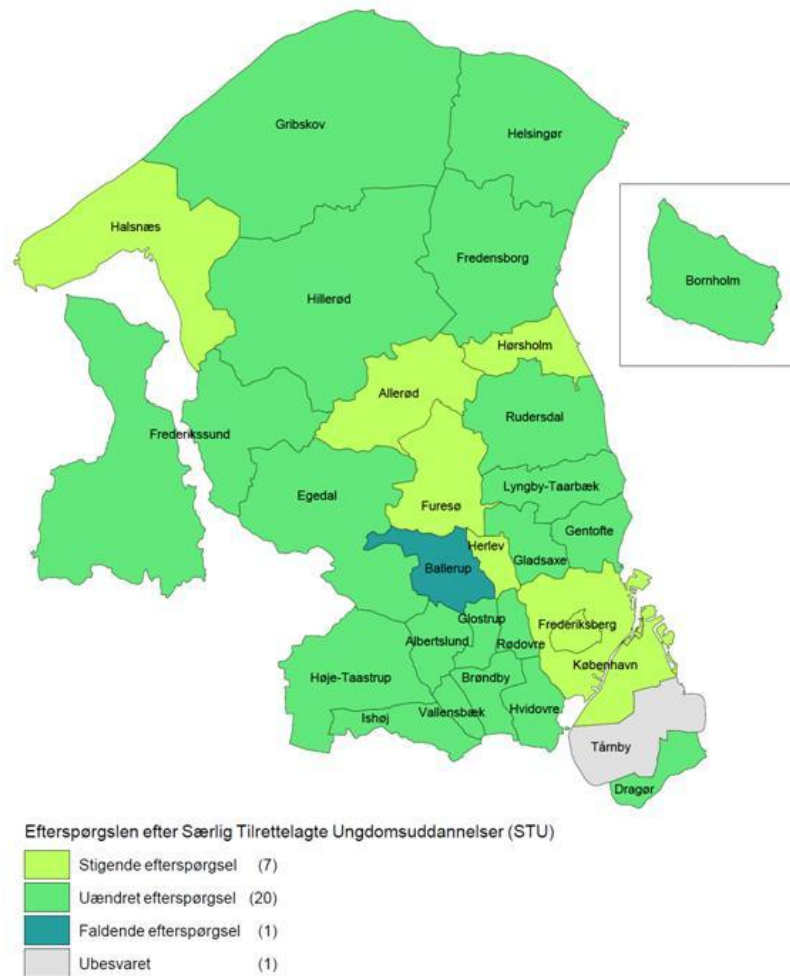 Gribskov
Helsingør
Halsnæs
Fredensborg
Bornholm
Hillerød
Hørsholm
Allerød
Rudersdal
Frederikssund
Egedal
Lyngby-Taarbæk
Furesø
Gentofte
Herlev
Gladsaxe
Ballerup
Glostrup
Frederiksberg
Albertslund
Rødovre
København
Høje-Taastrup
Brøndby
Ishøj
Vallensbæk
Hvidovre
Tårnby
Dragør
Efterspørgslen efter Særlig Tilrettelagte Ungdomsuddannelser (STU)
Stigende efterspørgsel (7)
Uændret efterspørgsel (20)
Faldende efterspørgsel (1)
Ubesvaret (1)